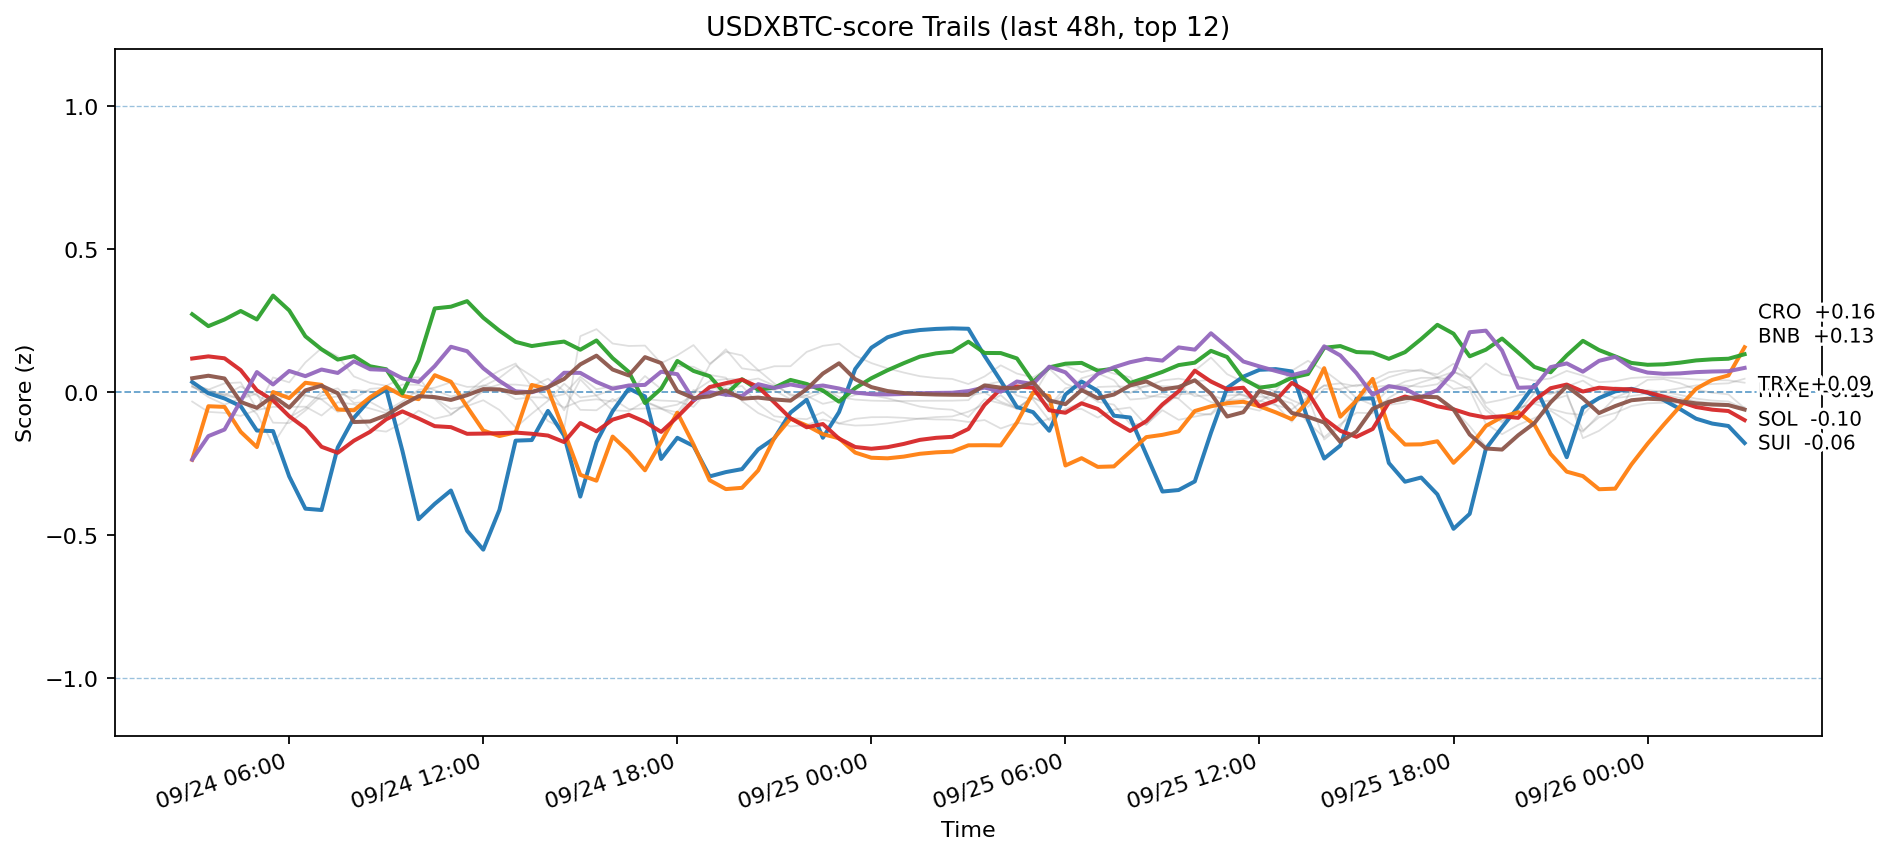 USDXBTC-score Trails (last 48h, top 12)
Score (z)
1.0
0.5
0.0
−0.5
−1.0
CRO +0.16
BNB +0.13
TRX +0.09
SOL -0.10
SUI -0.06
09/24 06:00
09/24 12:00
09/24 18:00
09/25 00:00
09/25 06:00
09/25 12:00
09/25 18:00
09/26 00:00
Time